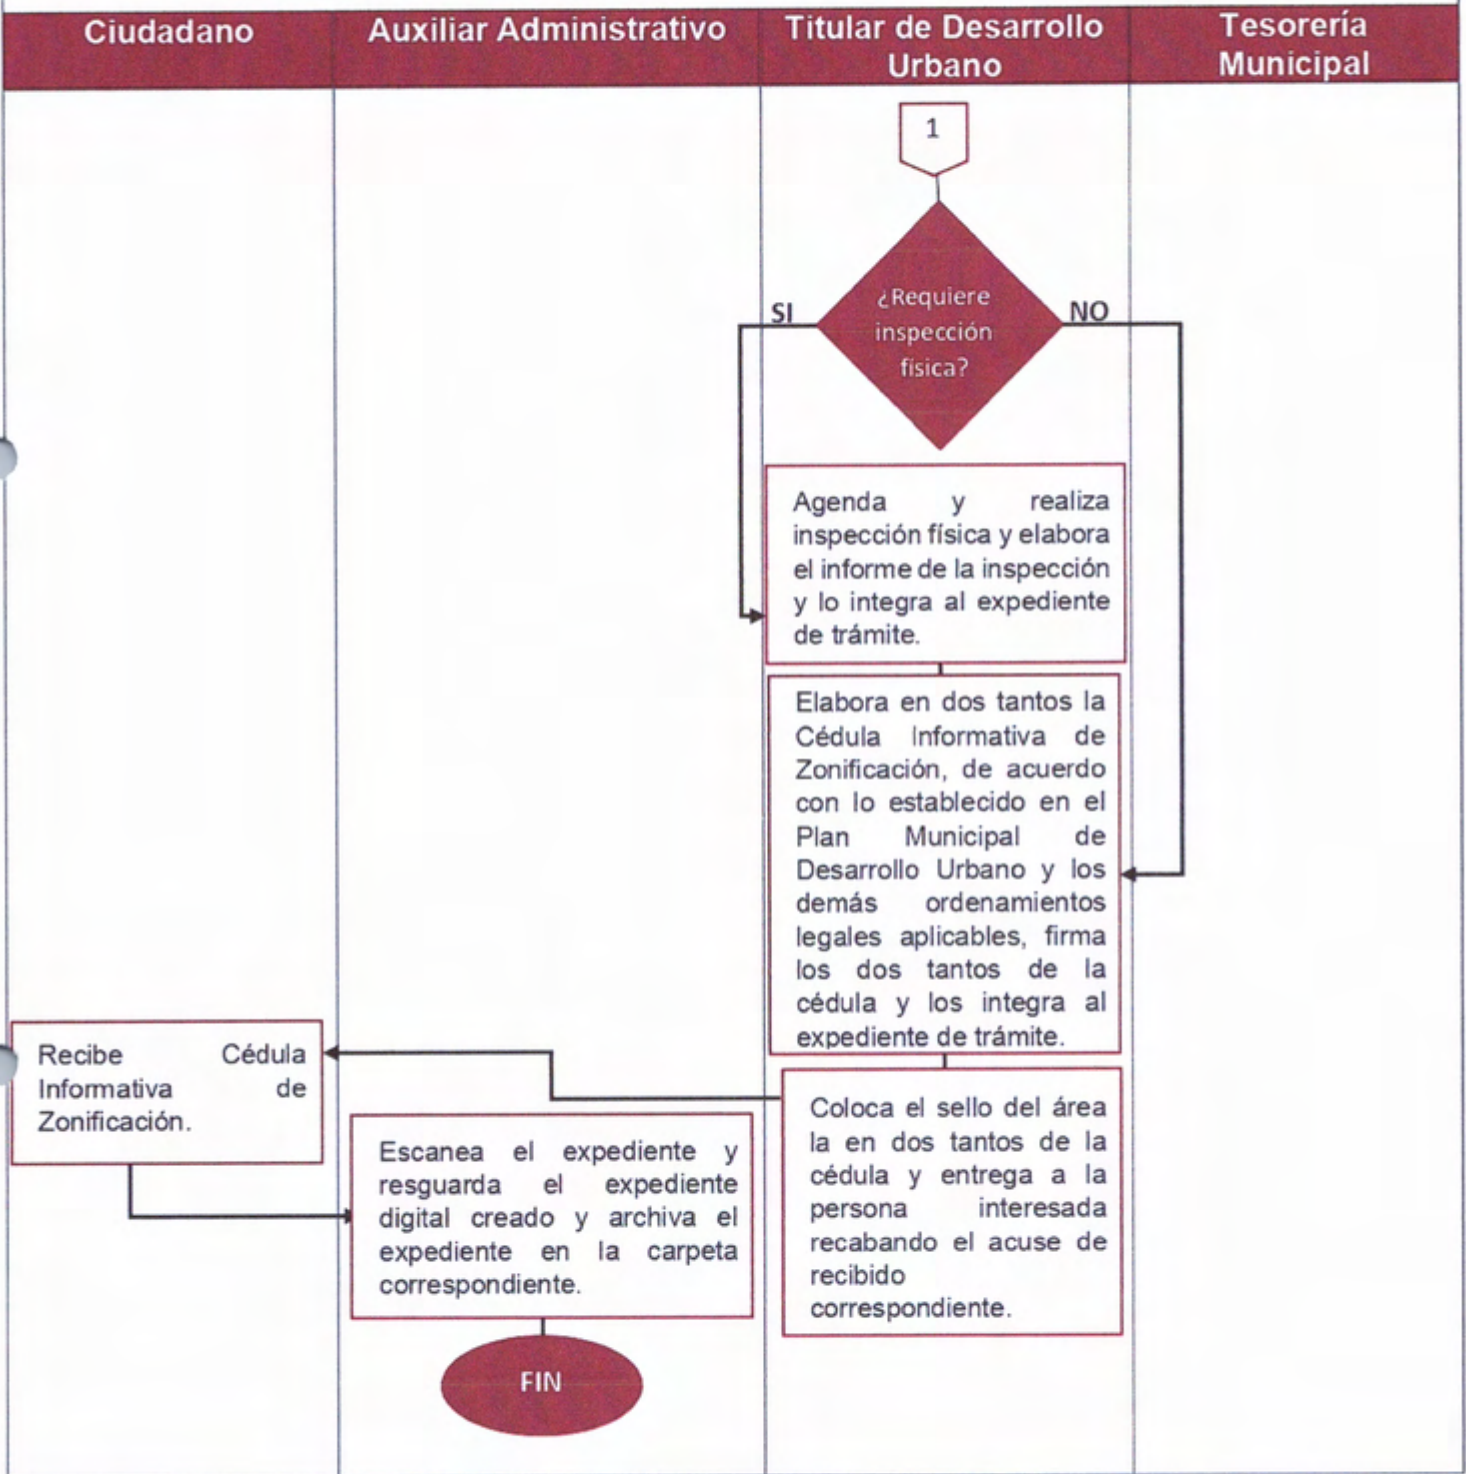 Ciudadano
Auxiliar Administrativo
Titular de Desarrollo
Urbano
Tesorería
Municipal
1
¿Requiere
inspección
física?
SI
NO
Agenda y realiza
inspección física y elabora
el informe de la inspección
y lo integra al expediente
de trámite.
Elabora en dos tantos la
Cédula Informativa de
Zonificación, de acuerdo
con lo establecido en el
Plan Municipal de
Desarrollo Urbano y los
demás ordenamientos
legales aplicables, firma
los dos tantos de la
cédula y los integra al
expediente de trámite.
Coloca el sello del área
la en dos tantos de la
cédula y entrega a la
persona interesada
recabando el acuse de
recibido
correspondiente.
Recibe Cédula
Informativa de
Zonificación.
Escanea el expediente y
resguarda el expediente
digital creado y archiva el
expediente en la carpeta
correspondiente.
FIN